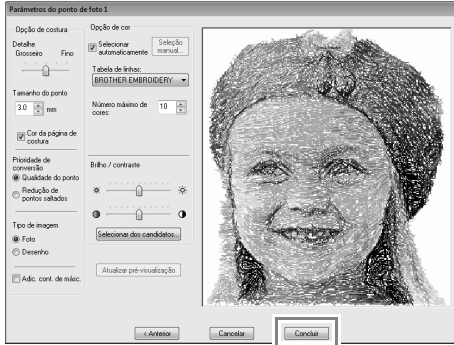 Parâmetros do ponto de foto 1
Opção de costura
Detalhe
Grosseiro Fino
Tamanho do ponto
3.0 mm
Cor da página de
costura
Prioridade de
conversão
Qualidade do ponto
Redução de
pontos saltados
Tipo de imagem
Foto
Desenho
Adic. cont. de másc.
Opção de cor
Selecionar
automaticamente
Seleção
manual...
Tabela de linhas:
BROTHER EMBROIDERY
Número máximo de
cores:
10
Brilho / contraste
Selecionar dos candidatos...
Atualizar pré-visualização
< Anterior
Cancelar
Concluir